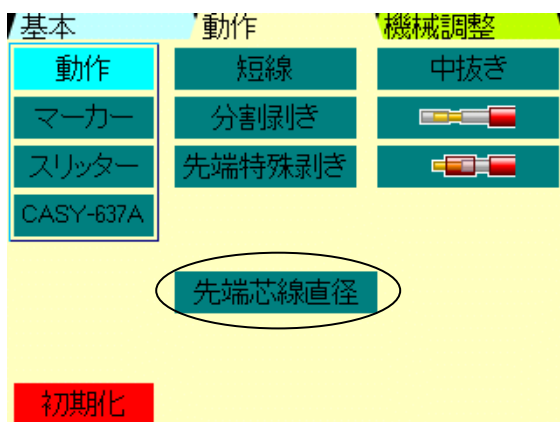 基本 動作 機械調整
動作 短線 中抜き
マーカー 分割剥き
スリッター 先端特殊剥き
CASY-637A
先端芯線直径
初期化